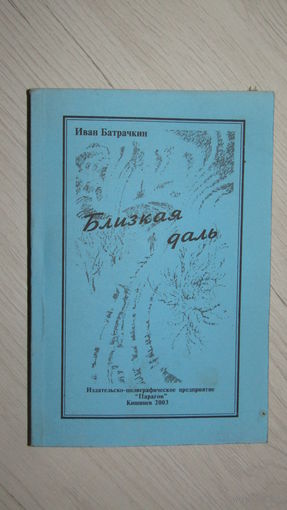 Иван Батрачкин
Близкая
даль
Издательско-полиграфическое предприятие
"Парагон"
Кишинев 2003